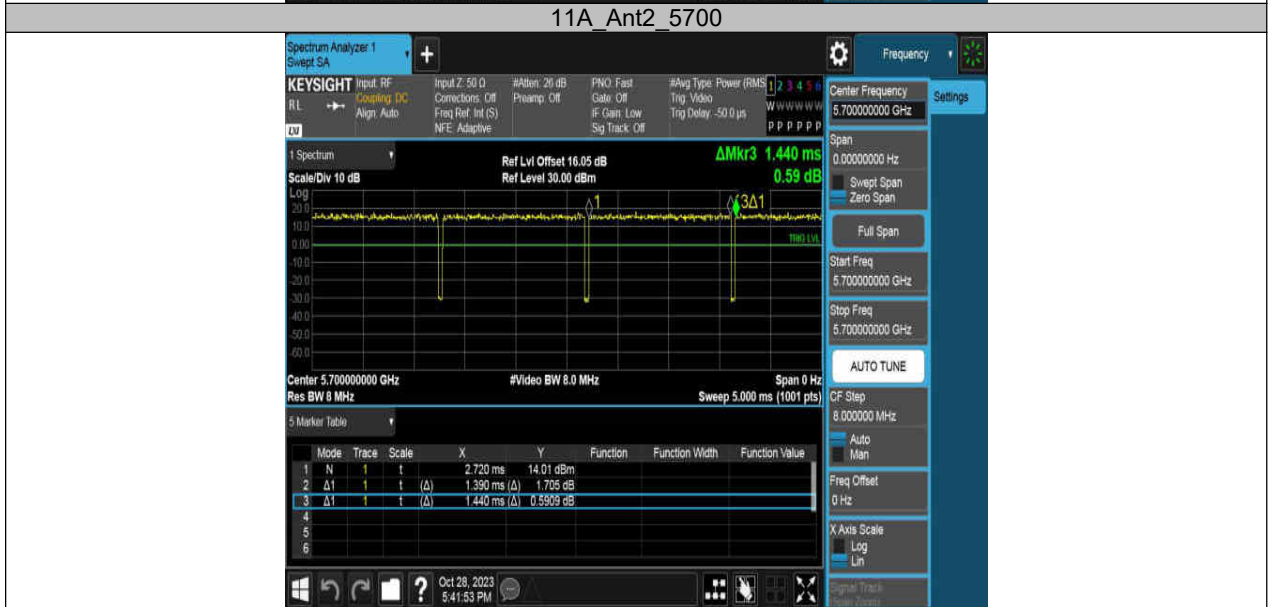 11A_Ant2_5700
Spectrum Analyzer 1
Swept SA
+
Frequency
KEYSIGHT
RL
LXI
Input: RF
Coupling: DC
Align: Auto
Input Z: 50 Ω
Corrections: Off
Freq Ref: Int (S)
NFE: Adaptive
#Atten: 26 dB
Preamp: Off
PNO: Fast
Gate: Off
IF Gain: Low
Sig Track: Off
#Avg Type: Power (RMS
Trig: Video
Trig Delay: -50.0 µs
1 2 3 4 5 6
W W W W W W
P P P P P P
Center Frequency
5.700000000 GHz
Settings
Span
0.00000000 Hz
Swept Span
Zero Span
Full Span
Start Freq
5.700000000 GHz
Stop Freq
5.700000000 GHz
AUTO TUNE
CF Step
8.000000 MHz
Auto
Man
Freq Offset
0 Hz
X Axis Scale
Log
Lin
Signal Track
1 Spectrum
Scale/Div 10 dB
Ref Lvl Offset 16.05 dB
Ref Level 30.00 dBm
ΔMkr3 1.440 ms
0.59 dB
Log
20.0
10.0
0.00
-10.0
-20.0
-30.0
-40.0
-50.0
-60.0
1
3Δ1
TRIG LVL
Center 5.700000000 GHz
Res BW 8 MHz
#Video BW 8.0 MHz
Span 0 Hz
Sweep 5.000 ms (1001 pts)
5 Marker Table
Mode Trace Scale X Y Function Function Width Function Value
1 N 1 t 2.720 ms 14.01 dBm
2 Δ1 1 t (Δ) 1.390 ms (Δ) 1.705 dB
3 Δ1 1 t (Δ) 1.440 ms (Δ) 0.5909 dB
4
5
6
?
Oct 28, 2023
5:41:53 PM